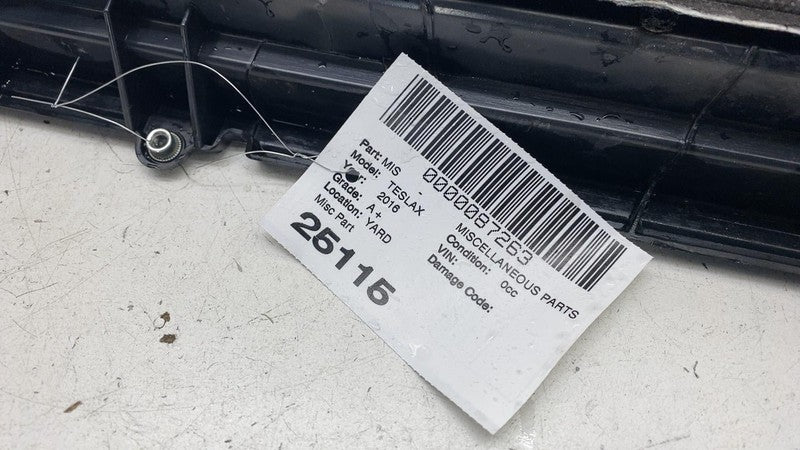 0000087263
Part: MIS - MISCELLANEOUS PARTS
Model: TESLAX Condition: 0cc
Year: 2016 VIN:
Grade: A+ Damage Code:
Location: YARD
Misc Part
25115